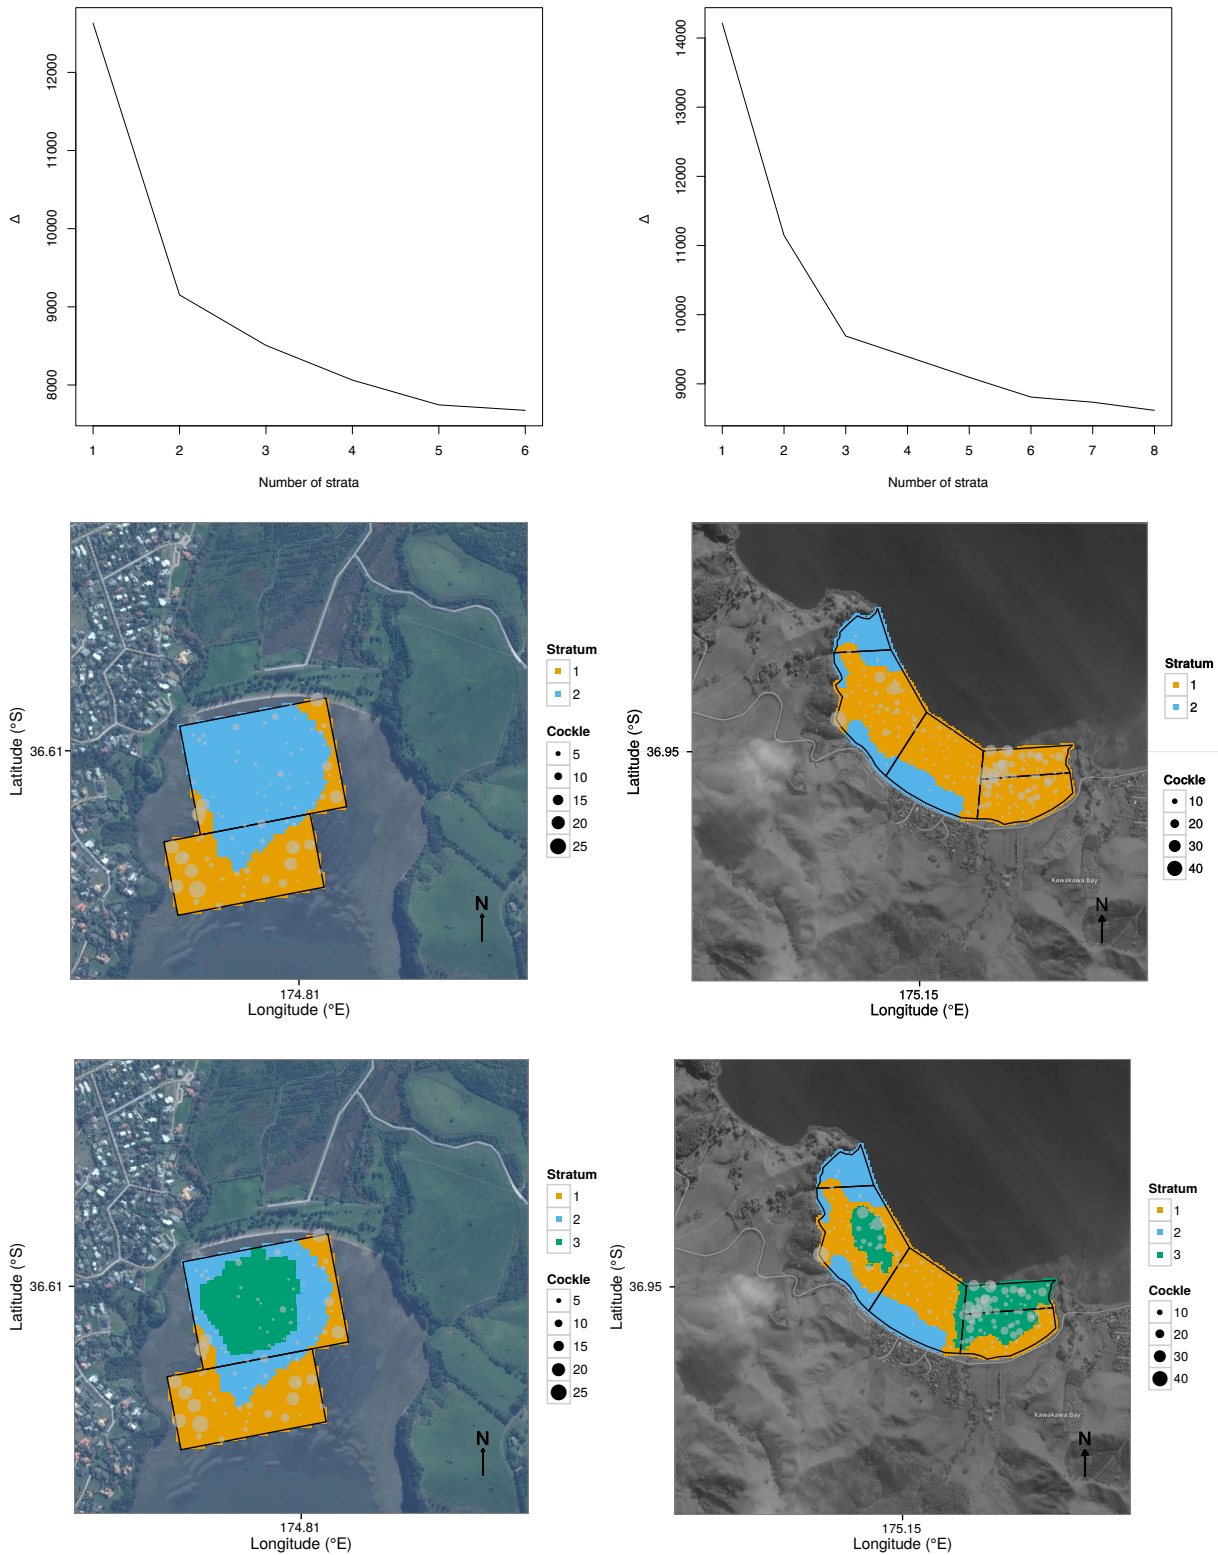 12000
11000
10000
9000
8000
Δ
1 2 3 4 5 6
Number of strata
14000
13000
12000
11000
10000
9000
Δ
1 2 3 4 5 6 7 8
Number of strata
Latitude (°S)
36.61
174.81
Longitude (°E)
N
Stratum
1
2
Cockle
5
10
15
20
25
Latitude (°S)
36.95
175.15
Longitude (°E)
Kawakawa Bay
N
Stratum
1
2
Cockle
10
20
30
40
Latitude (°S)
36.61
174.81
Longitude (°E)
N
Stratum
1
2
3
Cockle
5
10
15
20
25
Latitude (°S)
36.95
175.15
Longitude (°E)
Kawakawa Bay
N
Stratum
1
2
3
Cockle
10
20
30
40